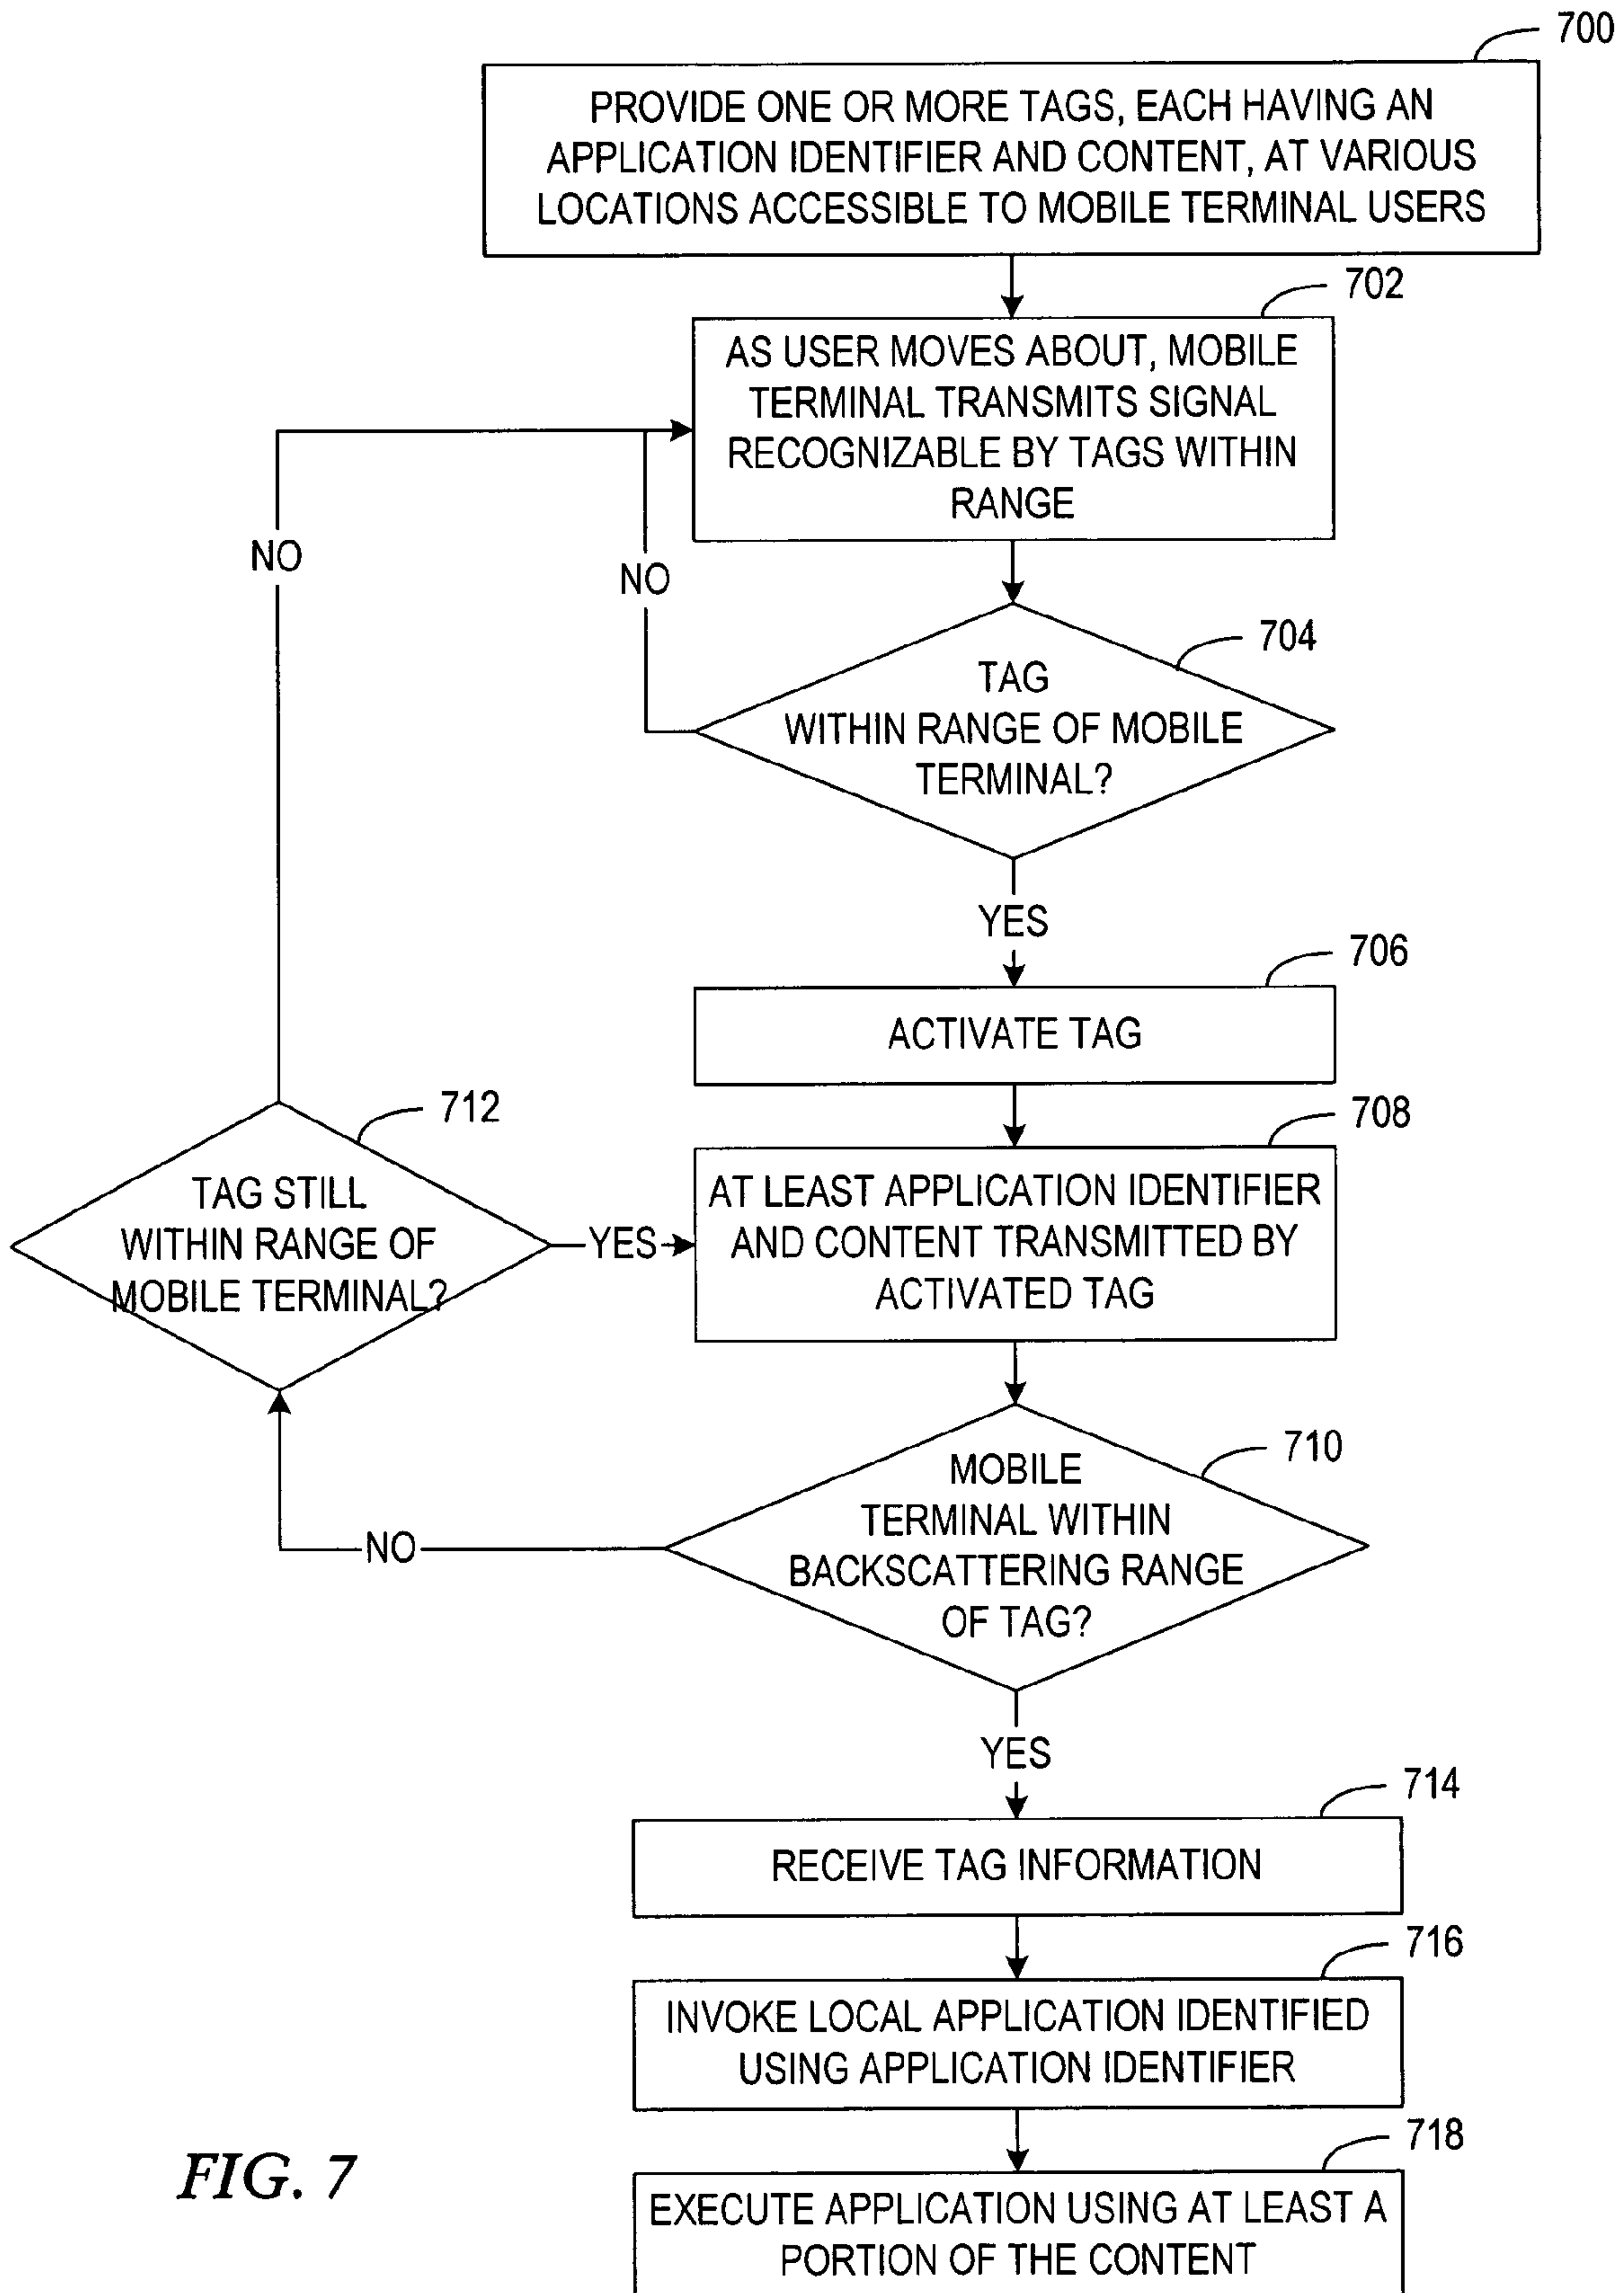 700
PROVIDE ONE OR MORE TAGS, EACH HAVING AN
APPLICATION IDENTIFIER AND CONTENT, AT VARIOUS
LOCATIONS ACCESSIBLE TO MOBILE TERMINAL USERS
702
AS USER MOVES ABOUT, MOBILE
TERMINAL TRANSMITS SIGNAL
RECOGNIZABLE BY TAGS WITHIN
RANGE
NO
NO
704
TAG
WITHIN RANGE OF MOBILE
TERMINAL?
YES
706
ACTIVATE TAG
712
TAG STILL
WITHIN RANGE OF
MOBILE TERMINAL?
YES
708
AT LEAST APPLICATION IDENTIFIER
AND CONTENT TRANSMITTED BY
ACTIVATED TAG
710
MOBILE
TERMINAL WITHIN
BACKSCATTERING RANGE
OF TAG?
NO
YES
714
RECEIVE TAG INFORMATION
716
INVOKE LOCAL APPLICATION IDENTIFIED
USING APPLICATION IDENTIFIER
718
EXECUTE APPLICATION USING AT LEAST A
PORTION OF THE CONTENT
FIG. 7